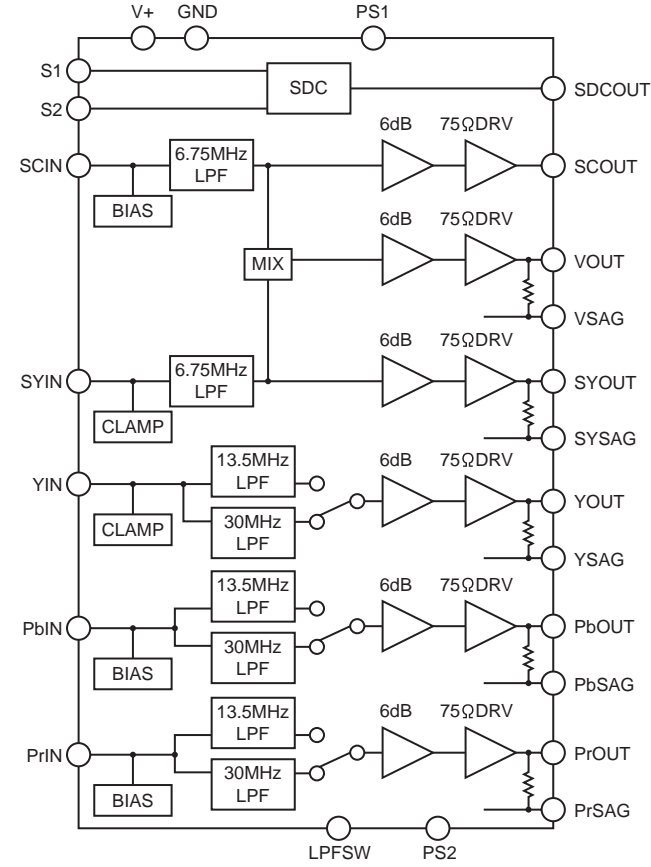 V+ GND PS1
S1
SDC
SDCOUT
S2
6dB 75ΩDRV
SCIN
6.75MHz
LPF
SCOUT
BIAS
6dB 75ΩDRV
MIX
VOUT
VSAG
6dB 75ΩDRV
SYIN
6.75MHz
LPF
SYOUT
CLAMP
SYSAG
13.5MHz
LPF
6dB 75ΩDRV
YIN
YOUT
30MHz
LPF
CLAMP
YSAG
13.5MHz
LPF
6dB 75ΩDRV
PbIN
PbOUT
30MHz
LPF
BIAS
PbSAG
13.5MHz
LPF
6dB 75ΩDRV
PrIN
PrOUT
30MHz
LPF
BIAS
PrSAG
LPFSW PS2